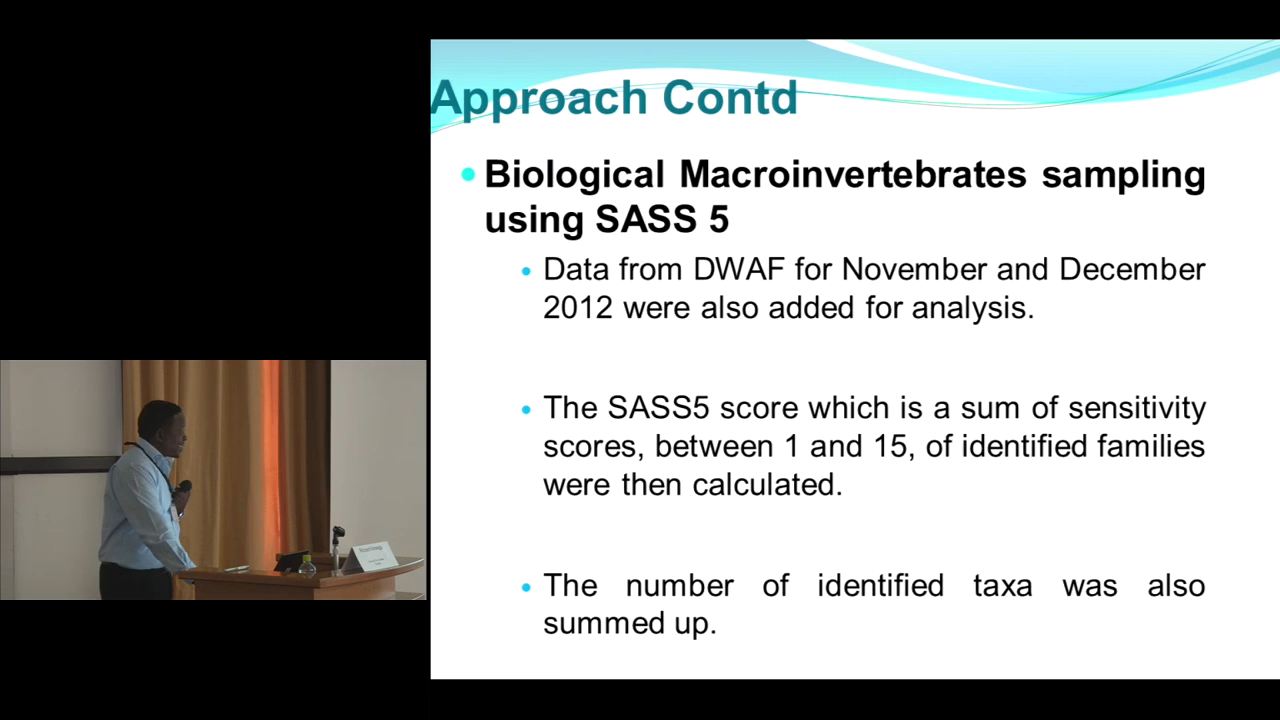 Approach Contd
Biological Macroinvertebrates sampling
using SASS 5
Data from DWAF for November and December
2012 were also added for analysis.
The SASS5 score which is a sum of sensitivity
scores, between 1 and 15, of identified families
were then calculated.
The number of identified taxa was also
summed up.